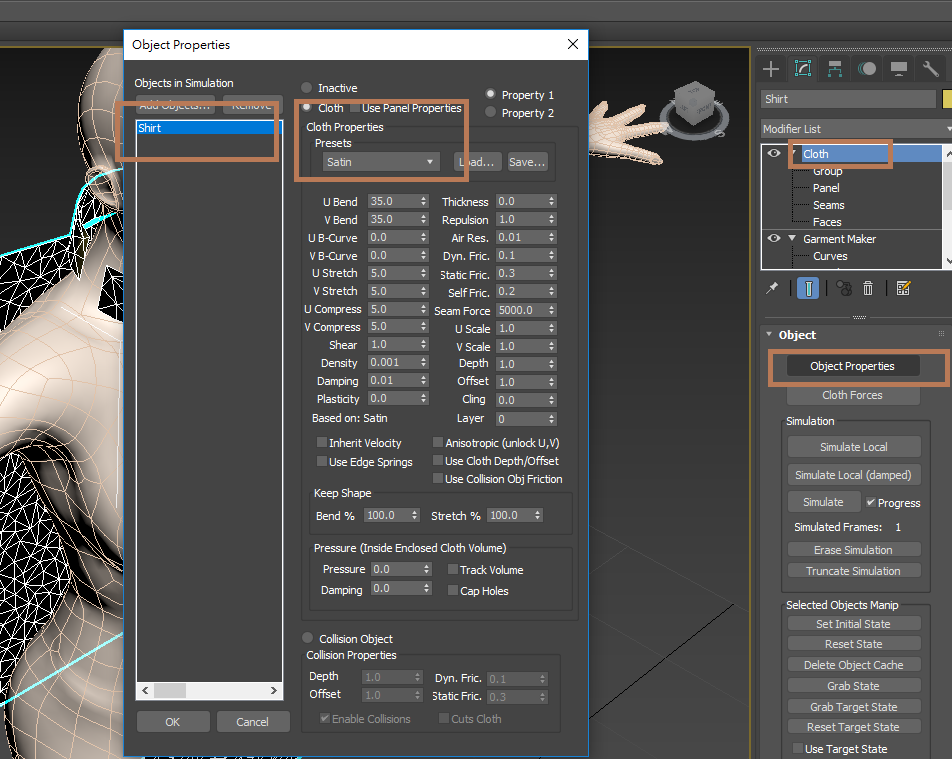 Object Properties
Objects in Simulation
Add Objects... Remove
Shirt
OK Cancel
Inactive
Cloth Use Panel Properties
Property 1
Property 2
Cloth Properties
Presets
Satin Load... Save...
U Bend 35.0 Thickness 0.0
V Bend 35.0 Repulsion 1.0
U B-Curve 0.0 Air Res. 0.01
V B-Curve 0.0 Dyn. Fric. 0.1
U Stretch 5.0 Static Fric. 0.3
V Stretch 5.0 Self Fric. 0.2
U Compress 5.0 Seam Force 5000.0
V Compress 5.0 U Scale 1.0
Shear 1.0 V Scale 1.0
Density 0.001 Depth 1.0
Damping 0.01 Offset 1.0
Plasticity 0.0 Cling 0.0
Based on: Satin Layer 0
Inherit Velocity Anisotropic (unlock U,V)
Use Edge Springs Use Cloth Depth/Offset
Use Collision Obj Friction
Keep Shape
Bend % 100.0 Stretch % 100.0
Pressure (Inside Enclosed Cloth Volume)
Pressure 0.0 Track Volume
Damping 0.0 Cap Holes
Collision Object
Collision Properties
Depth 1.0 Dyn. Fric. 0.1
Offset 1.0 Static Fric. 0.3
Enable Collisions Cuts Cloth
Shirt
Modifier List
Cloth
Group
Panel
Seams
Faces
Garment Maker
Curves
Object
Object Properties
Cloth Forces
Simulation
Simulate Local
Simulate Local (damped)
Simulate Progress
Simulated Frames: 1
Erase Simulation
Truncate Simulation
Selected Objects Manip
Set Initial State
Reset State
Delete Object Cache
Grab State
Grab Target State
Reset Target State
Use Target State